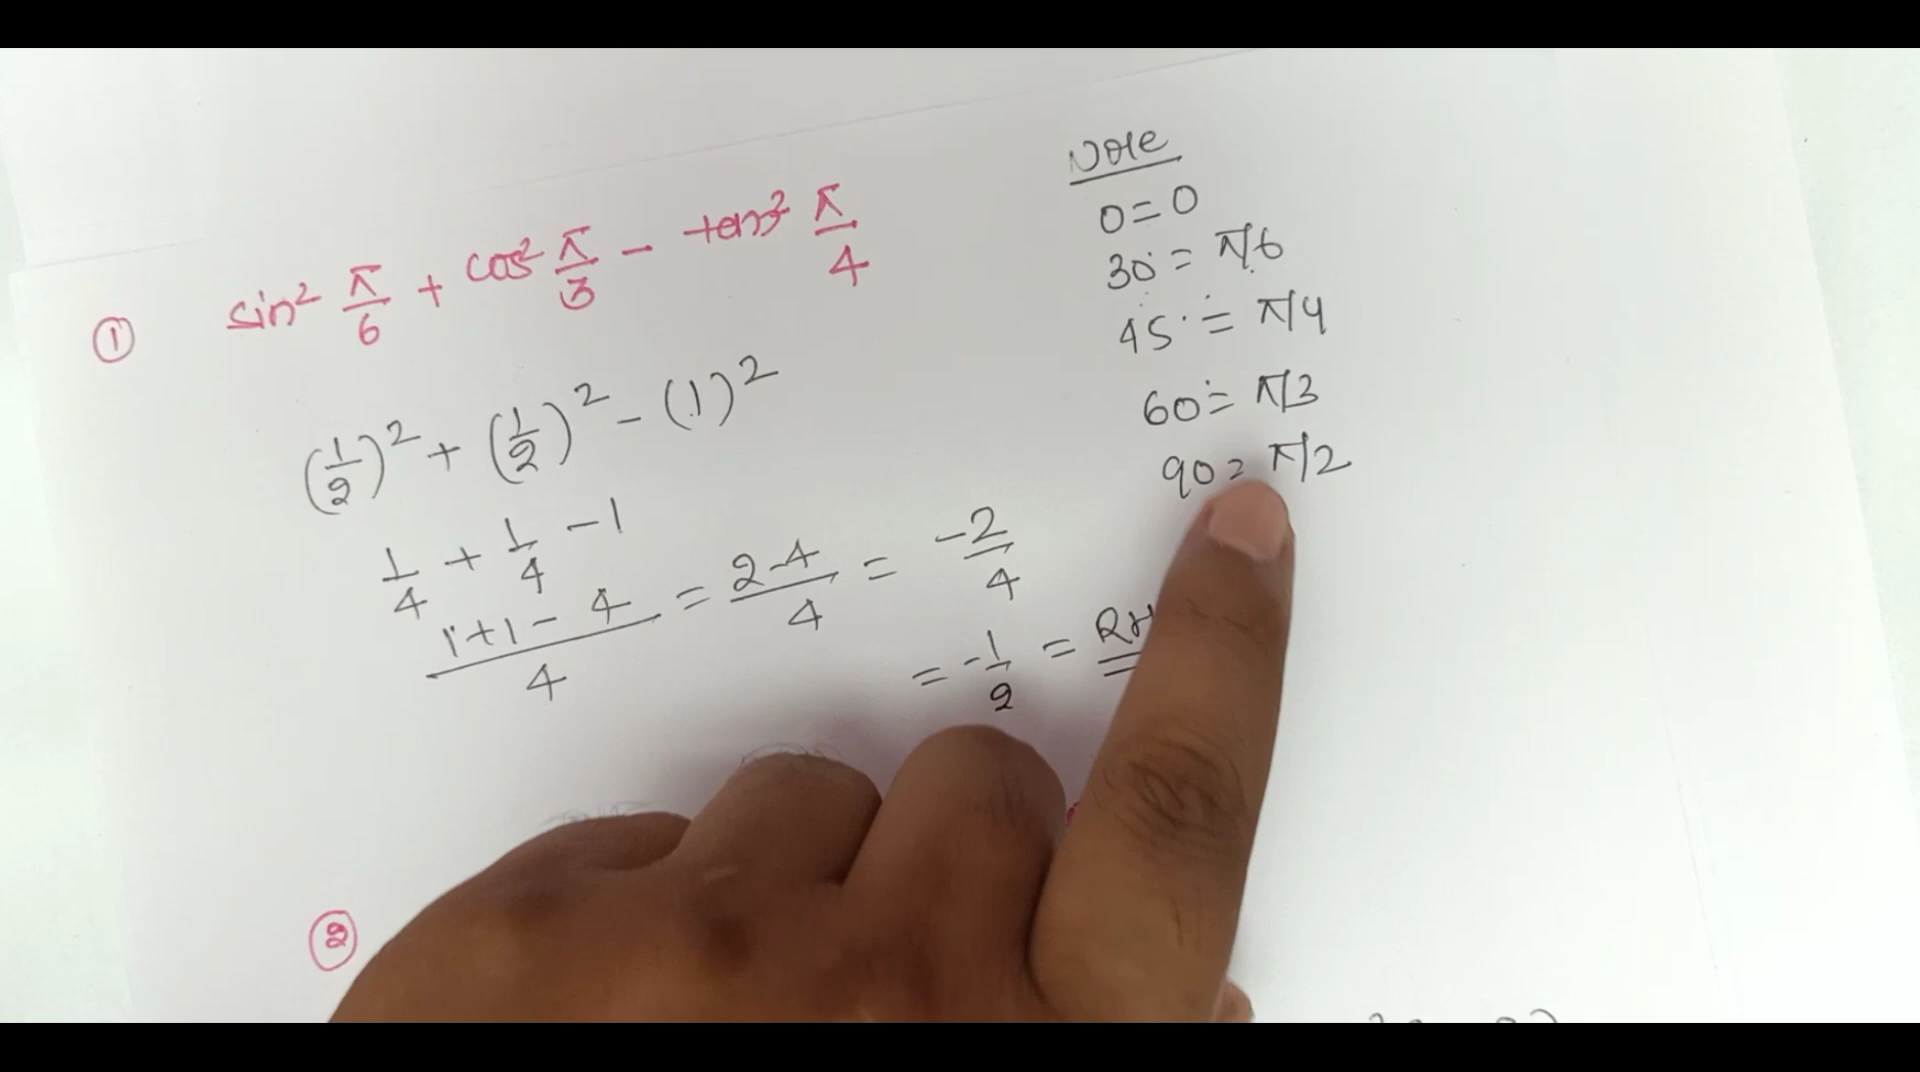 ① sin² π/6 + cos² π/3 - tan² π/4
(1/2)² + (1/2)² - (1)²
1/4 + 1/4 - 1
(1+1-4)/4 = (2-4)/4 = -2/4
= -1/2 =
Note
0=0
30° = π/6
45° = π/4
60° = π/3
90 = π/2
②